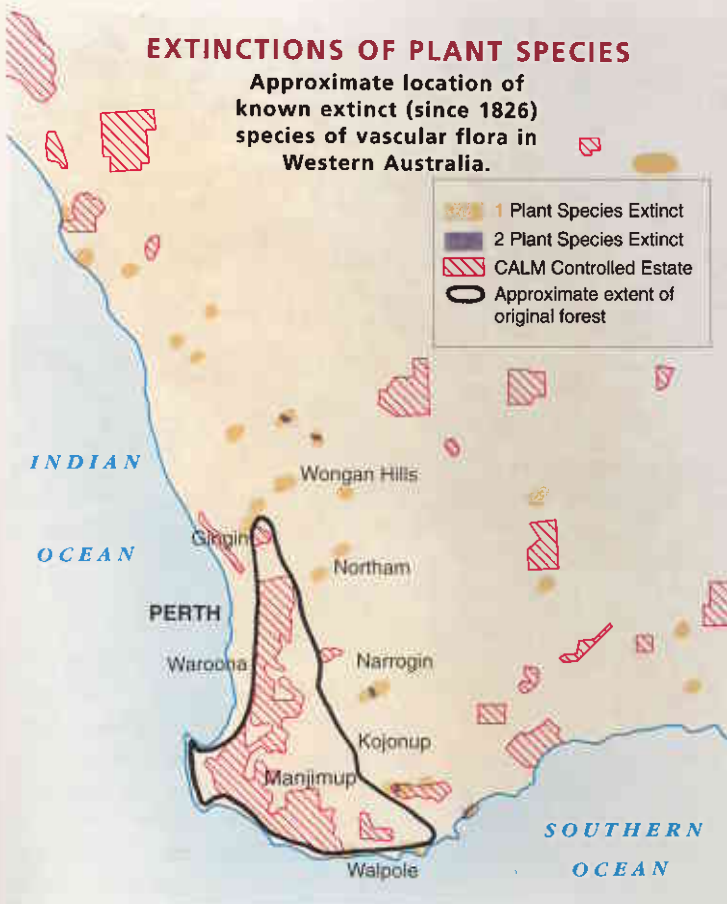 EXTINCTIONS OF PLANT SPECIES
Approximate location of
known extinct (since 1826)
species of vascular flora in
Western Australia.
1 Plant Species Extinct
2 Plant Species Extinct
CALM Controlled Estate
Approximate extent of
original forest
INDIAN
OCEAN
Wongan Hills
Gingin
Northam
PERTH
Waroona
Narrogin
Kojonup
Manjimup
Walpole
SOUTHERN
OCEAN